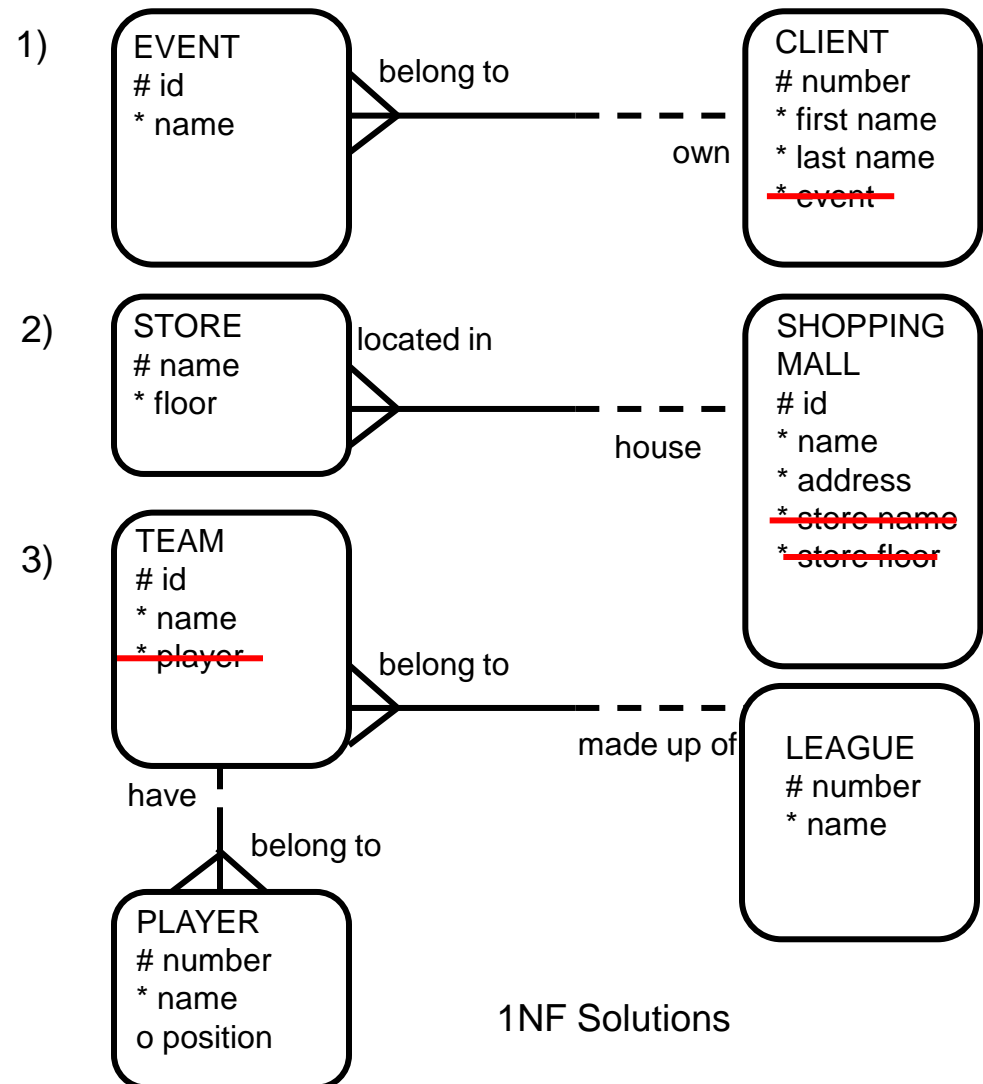 1)
EVENT
# id
* name
belong to
own
CLIENT
# number
* first name
* last name
* event
2)
STORE
# name
* floor
located in
house
SHOPPING
MALL
# id
* name
* address
* store name
* store floor
3)
TEAM
# id
* name
* player
belong to
made up of
LEAGUE
# number
* name
have
belong to
PLAYER
# number
* name
o position
1NF Solutions